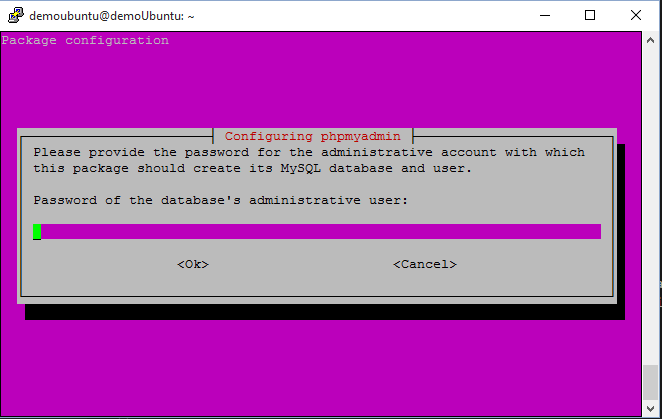 demoubuntu@demoUbuntu: ~
Package configuration
Configuring phpmyadmin
Please provide the password for the administrative account with which
this package should create its MySQL database and user.
Password of the database's administrative user:
<Ok> <Cancel>